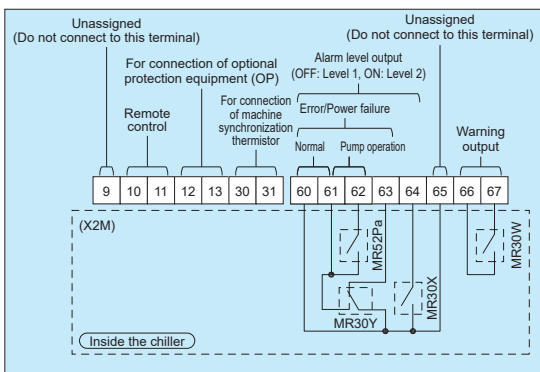 Unassigned
(Do not connect to this terminal)
Unassigned
(Do not connect to this terminal)
For connection of optional
protection equipment (OP)
Alarm level output
(OFF: Level 1, ON: Level 2)
Remote
control
For connection
of machine
synchronization
thermistor
Error/Power failure
Normal
Pump operation
Warning
output
9 10 11 12 13 30 31 60 61 62 63 64 65 66 67
(X2M)
MR52Pa
MR30W
MR30X
MR30Y
Inside the chiller